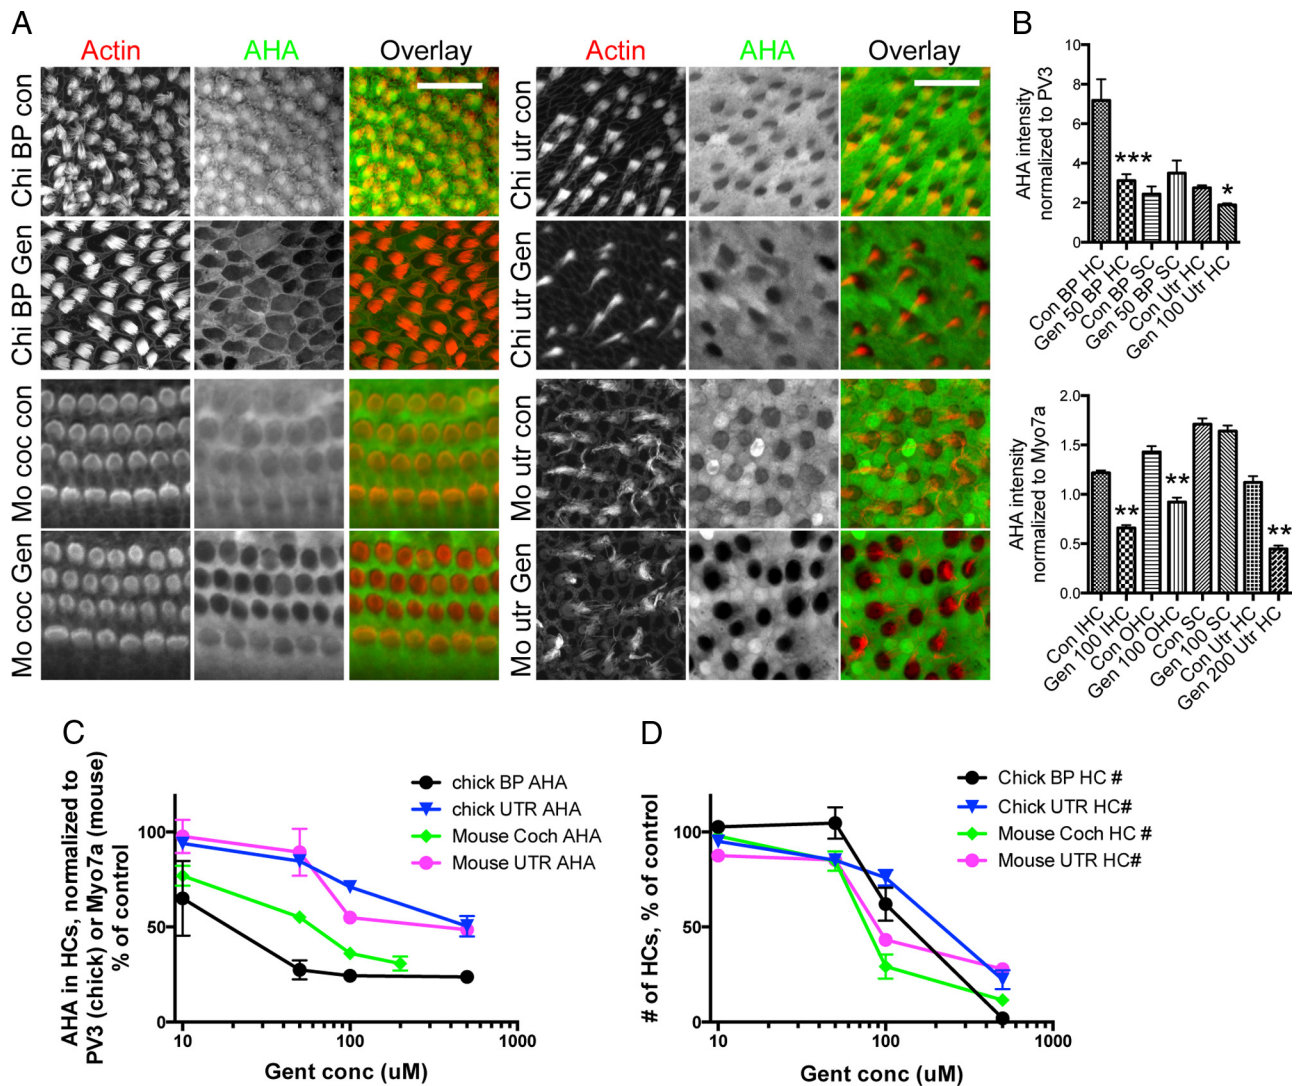 A
Actin AHA Overlay Actin AHA Overlay
Chi BP con
Chi BP Gen
Mo coc con
Mo coc Gen
Chi utr con
Chi utr Gen
Mo utr con
Mo utr Gen
B
AHA intensity
normalized to PV3
10
8
6
4
2
0
***
*
Con BP HC
Gen 50 BP HC
Con BP SC
Gen 50 BP SC
Con Utr HC
Gen 100 Utr HC
AHA intensity
normalized to Myo7a
2.0
1.5
1.0
0.5
0.0
**
**
**
Con IHC
Gen 100 IHC
Con OHC
Gen 100 OHC
Con SC
Gen 100 SC
Con Utr HC
Gen 200 Utr HC
C
AHA in HCs, normalized to
PV3 (chick) or Myo7a (mouse)
% of control
100
50
0
10 100 1000
Gent conc (uM)
chick BP AHA
chick UTR AHA
Mouse Coch AHA
Mouse UTR AHA
D
# of HCs, % of control
100
50
0
10 100 1000
Gent conc (uM)
Chick BP HC #
Chick UTR HC#
Mouse Coch HC #
Mouse UTR HC#